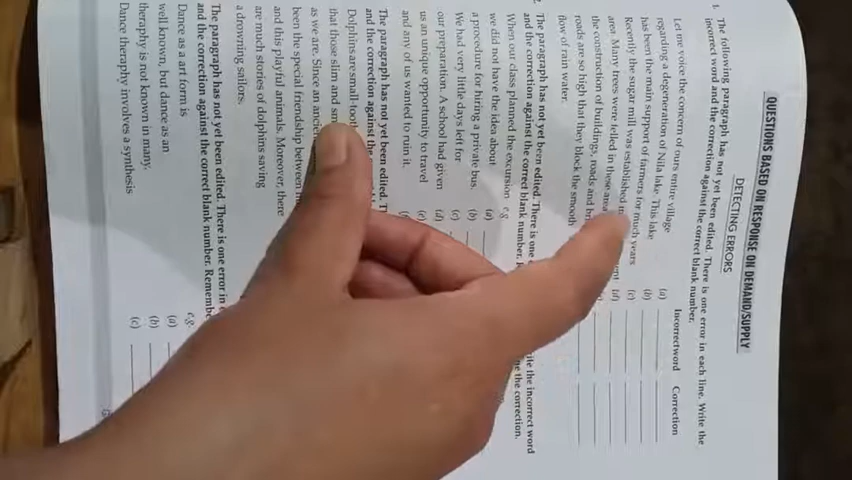 QUESTIONS BASED ON RESPONSE ON DEMAND/SUPPLY
DETECTING ERRORS
1. The following paragraph has not yet been edited. There is one error in each line. Write the
incorrect word and the correction against the correct blank number.
Incorrectword Correction
Let me voice the concern of ours entire village
regarding a degeneration of Nila lake. This lake (a)
has been the main support of farmers for much years (b)
Recently the sugar mill was established (c)
area. Many trees were felled in these area (d)
the construction of buildings, roads and
roads are so high that they block the smooth
flow of rain water.
The paragraph has not yet been edited. There is one ite the incorrect word
and the correction against the correct blank number. the correction.
When our class planned the excursion e.g
we did not have the idea about (a)
a procedure for hiring a private bus. (b)
We had very little days left for (c)
our preparation. A school had given (d)
us an unique opportunity to travel (e)
and any of us wanted to ruin it.
The paragraph has not yet been edited.
and the correction against the
Dolphins are small-toot
that those slim and
as we are. Since an
been the special friendship between
and this playful animals. Moreover, there
are much stories of dolphins saving
a drowning sailors.
The paragraph has not yet been edited. There is one error in
and the correction against the correct blank number. Remembe
Dance as a art form is e.g.
well known, but dance as an (a)
theraphy is not known in many. (b)
Dance theraphy involves a synthesis (c)